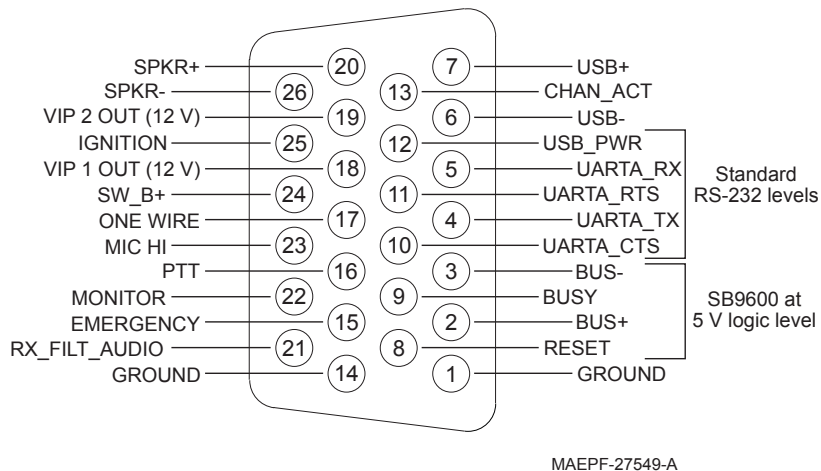 SPKR+ 20 7 USB+
SPKR- 26 13 CHAN_ACT
VIP 2 OUT (12 V) 19 6 USB-
IGNITION 25 12 USB_PWR
VIP 1 OUT (12 V) 18 5 UARTA_RX
SW_B+ 24 11 UARTA_RTS
ONE WIRE 17 4 UARTA_TX
MIC HI 23 10 UARTA_CTS
PTT 16 3 BUS-
MONITOR 22 9 BUSY
EMERGENCY 15 2 BUS+
RX_FILT_AUDIO 21 8 RESET
GROUND 14 1 GROUND
Standard
RS-232 levels
SB9600 at
5 V logic level
MAEPF-27549-A